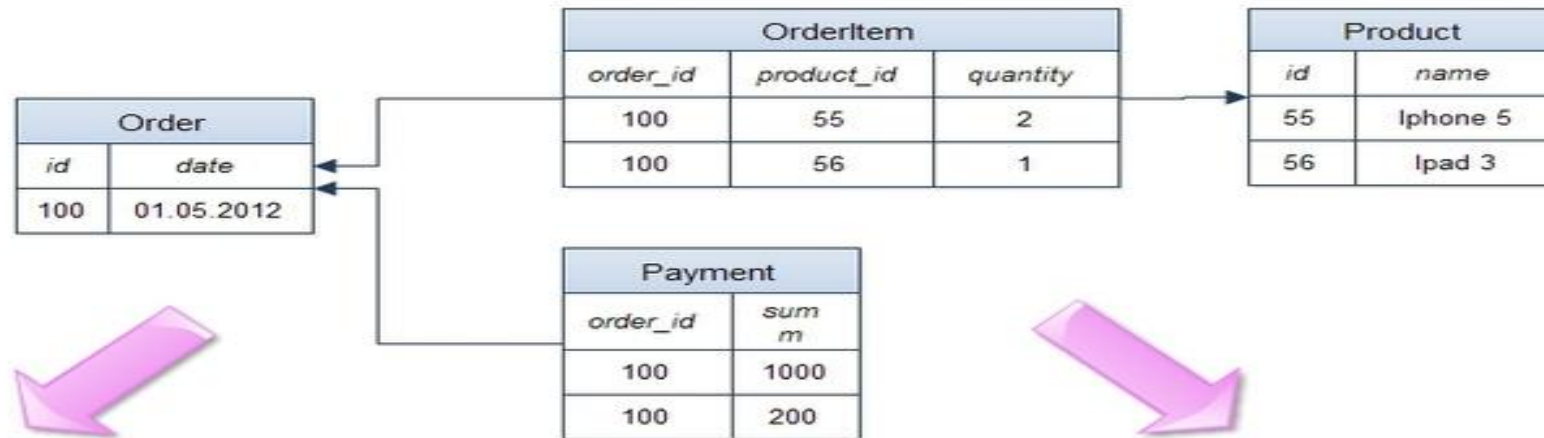 Order
id date
100 01.05.2012
OrderItem
order_id product_id quantity
100 55 2
100 56 1
Product
id name
55 Iphone 5
56 Ipad 3
Payment
order_id sum
m
100 1000
100 200